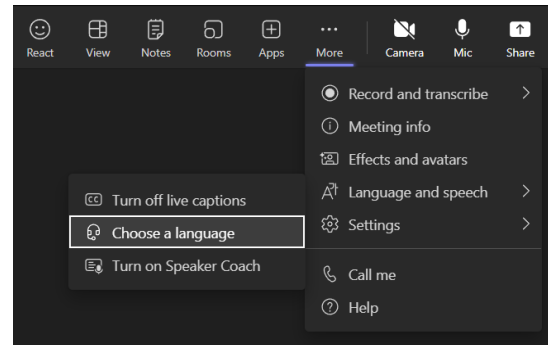 React View Notes Rooms Apps More Camera Mic Share
Record and transcribe
Meeting info
Effects and avatars
Language and speech
Settings
Call me
Help
CC Turn off live captions
Choose a language
Turn on Speaker Coach